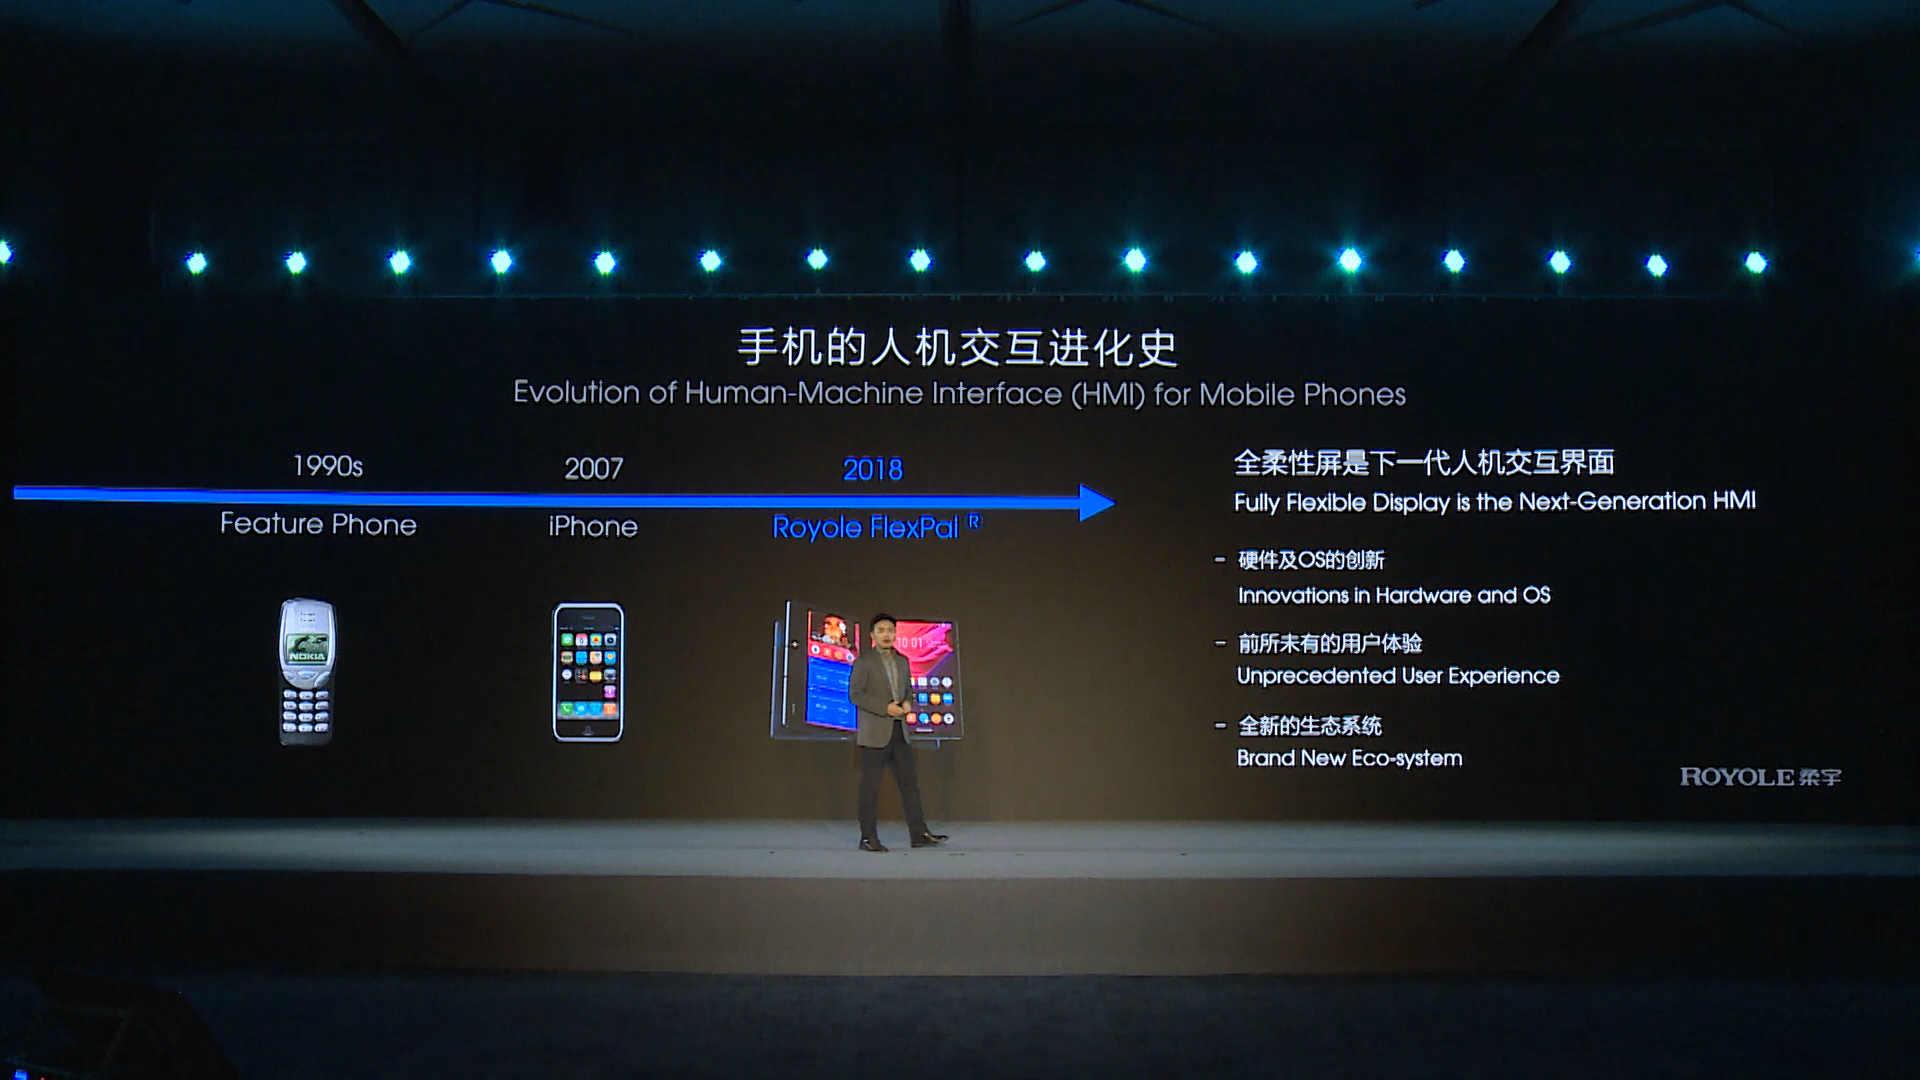 手机的人机交互进化史
Evolution of Human-Machine Interface (HMI) for Mobile Phones
1990s
2007
2018
Feature Phone
iPhone
Royole FlexPai ®
NOKIA
10 01
全柔性屏是下一代人机交互界面
Fully Flexible Display is the Next-Generation HMI
- 硬件及OS的创新
Innovations in Hardware and OS
- 前所未有的用户体验
Unprecedented User Experience
- 全新的生态系统
Brand New Eco-system
ROYOLE 柔宇